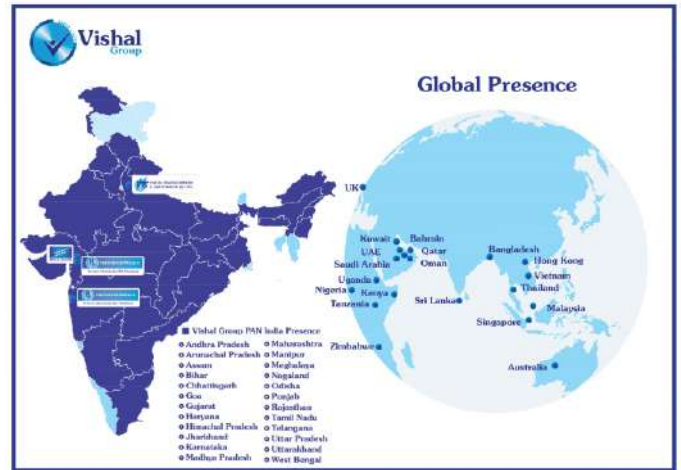 Vishal
Group
Global Presence
UK
Kuwait
Bahrain
UAE
Qatar
Saudi Arabia
Oman
Bangladesh
Hong Kong
Uganda
Vietnam
Nigeria
Kenya
Thailand
Tanzania
Sri Lanka
Malaysia
Singapore
Zimbabwe
Australia
Vishal Group PAN India Presence
Andhra Pradesh
Arunachal Pradesh
Assam
Bihar
Chhattisgarh
Goa
Gujarat
Haryana
Himachal Pradesh
Jharkhand
Karnataka
Madhya Pradesh
Maharashtra
Manipur
Meghalaya
Nagaland
Odisha
Punjab
Rajasthan
Tamil Nadu
Telangana
Uttar Pradesh
Uttarakhand
West Bengal